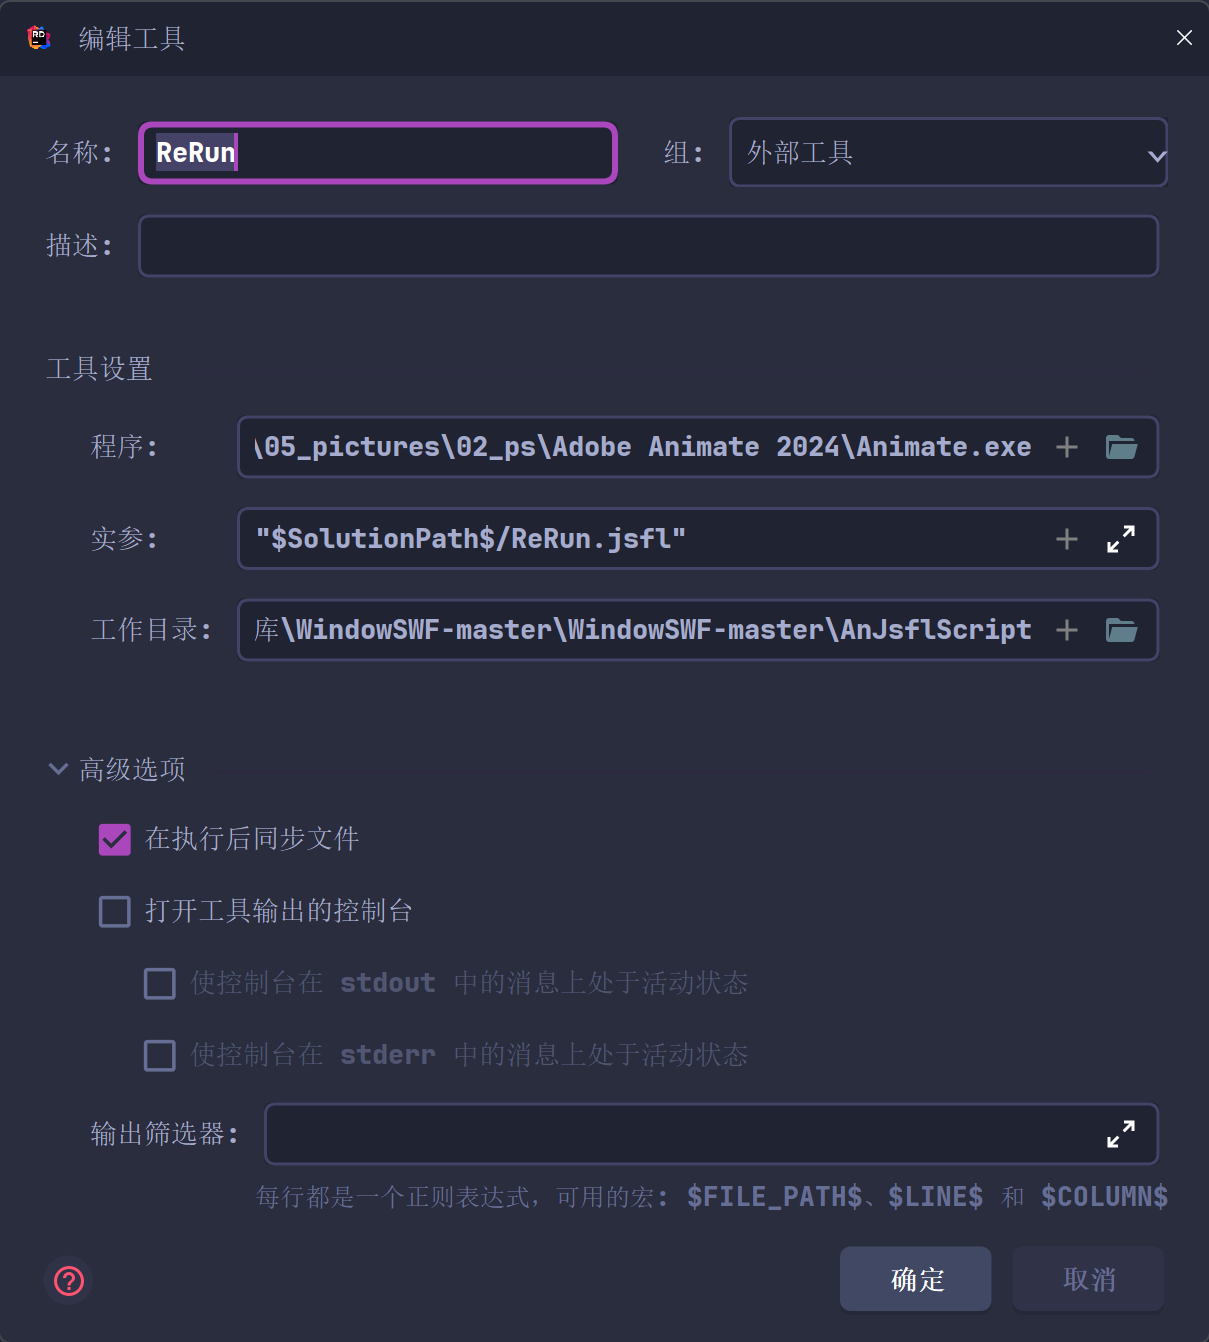 RD
编辑工具
名称: ReRun 组: 外部工具
描述:
工具设置
程序: \05_pictures\02_ps\Adobe Animate 2024\Animate.exe
实参: "$SolutionPath$/ReRun.jsfl"
工作目录: 库\WindowSWF-master\WindowSWF-master\AnJsflScript
高级选项
在执行后同步文件
打开工具输出的控制台
使控制台在 stdout 中的消息上处于活动状态
使控制台在 stderr 中的消息上处于活动状态
输出筛选器:
每行都是一个正则表达式，可用的宏: $FILE_PATH$、$LINE$ 和 $COLUMN$
? 确定 取消